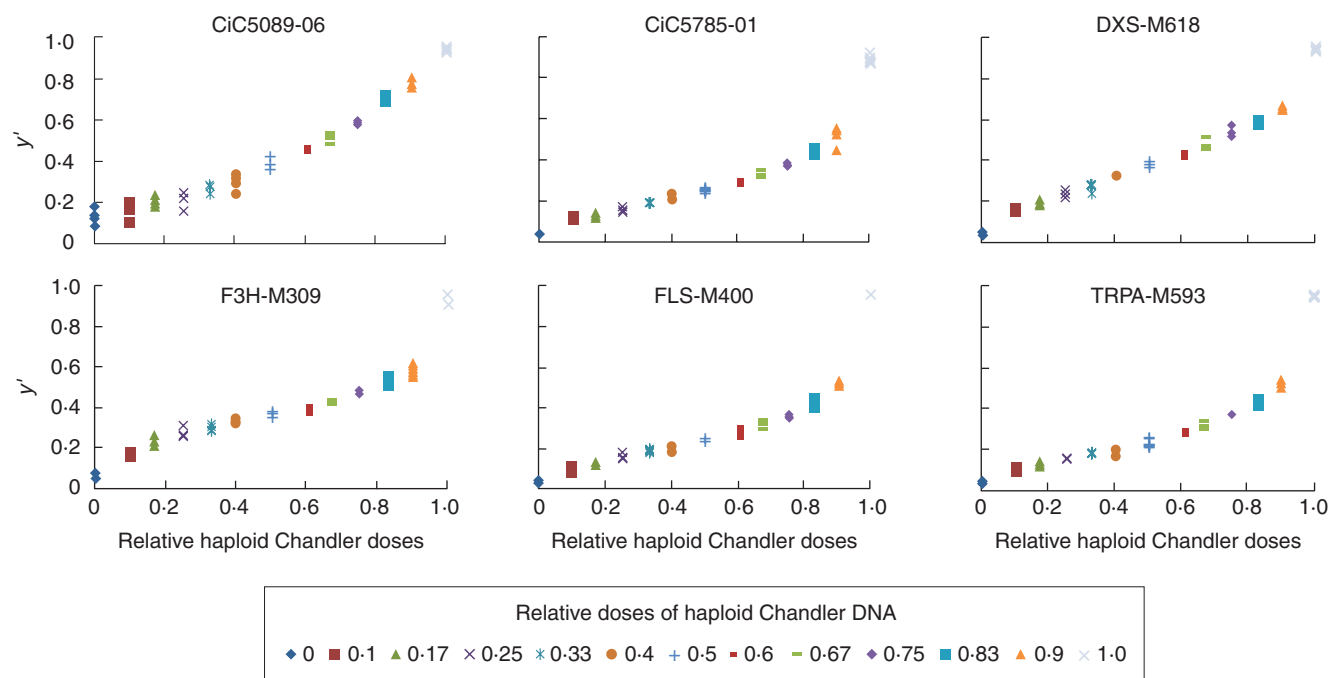 CiC5089-06
CiC5785-01
DXS-M618
1·0
0·8
0·6
0·4
0·2
0
y'
F3H-M309
FLS-M400
TRPA-M593
1·0
0·8
0·6
0·4
0·2
0
y'
0 0·2 0·4 0·6 0·8 1·0
0 0·2 0·4 0·6 0·8 1·0
0 0·2 0·4 0·6 0·8 1·0
Relative haploid Chandler doses
Relative haploid Chandler doses
Relative haploid Chandler doses
Relative doses of haploid Chandler DNA
0 0·1 0·17 0·25 0·33 0·4 0·5 0·6 0·67 0·75 0·83 0·9 1·0